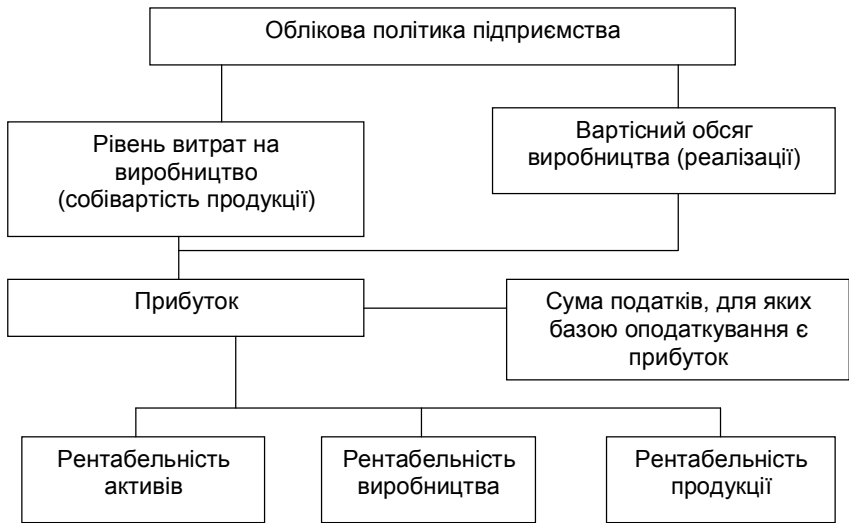 Облікова політика підприємства
Рівень витрат на
виробництво
(собівартість продукції)
Вартісний обсяг
виробництва (реалізації)
Прибуток
Сума податків, для яких
базою оподаткування є
прибуток
Рентабельність
активів
Рентабельність
виробництва
Рентабельність
продукції